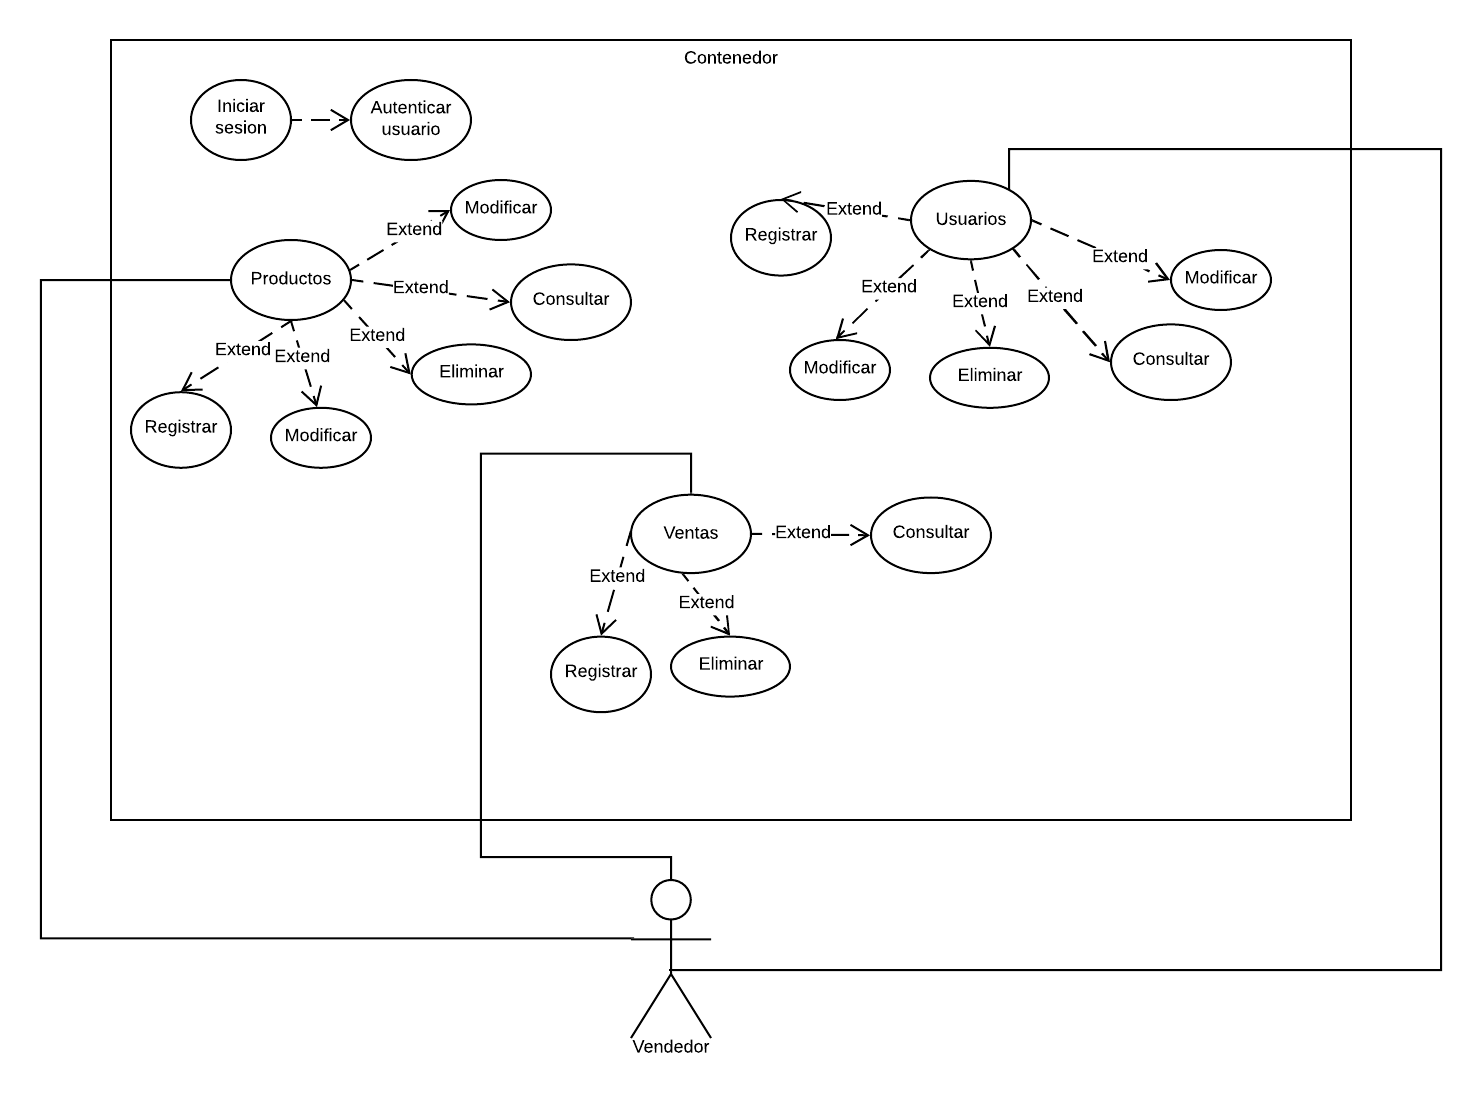 Contenedor
Iniciar
sesion
Autenticar
usuario
Modificar
Extend
Productos
Extend
Consultar
Extend
Eliminar
Extend
Extend
Registrar
Modificar
Registrar
Extend
Usuarios
Extend
Modificar
Extend
Extend
Extend
Modificar
Eliminar
Consultar
Ventas
Extend
Consultar
Extend
Extend
Registrar
Eliminar
Vendedor